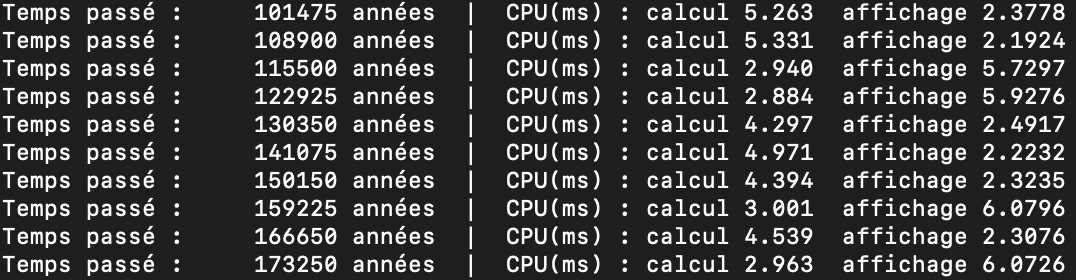 Temps passé :      101475 années  |  CPU(ms) : calcul 5.263  affichage 2.3778
Temps passé :      108900 années  |  CPU(ms) : calcul 5.331  affichage 2.1924
Temps passé :      115500 années  |  CPU(ms) : calcul 2.940  affichage 5.7297
Temps passé :      122925 années  |  CPU(ms) : calcul 2.884  affichage 5.9276
Temps passé :      130350 années  |  CPU(ms) : calcul 4.297  affichage 2.4917
Temps passé :      141075 années  |  CPU(ms) : calcul 4.971  affichage 2.2232
Temps passé :      150150 années  |  CPU(ms) : calcul 4.394  affichage 2.3235
Temps passé :      159225 années  |  CPU(ms) : calcul 3.001  affichage 6.0796
Temps passé :      166650 années  |  CPU(ms) : calcul 4.539  affichage 2.3076
Temps passé :      173250 années  |  CPU(ms) : calcul 2.963  affichage 6.0726